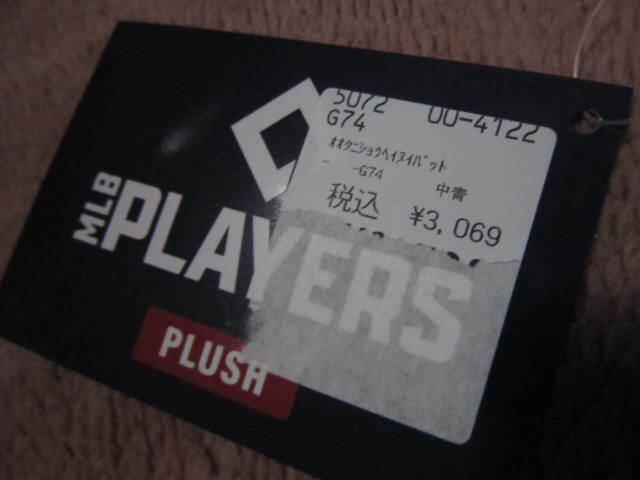 5072 00-4122
G74
ｵｵﾀﾆｼｮｳﾍｲﾇｲﾊﾟｯﾄ
-G74 中青
税込 ¥3,069
MLB
PLAYERS
PLUSH